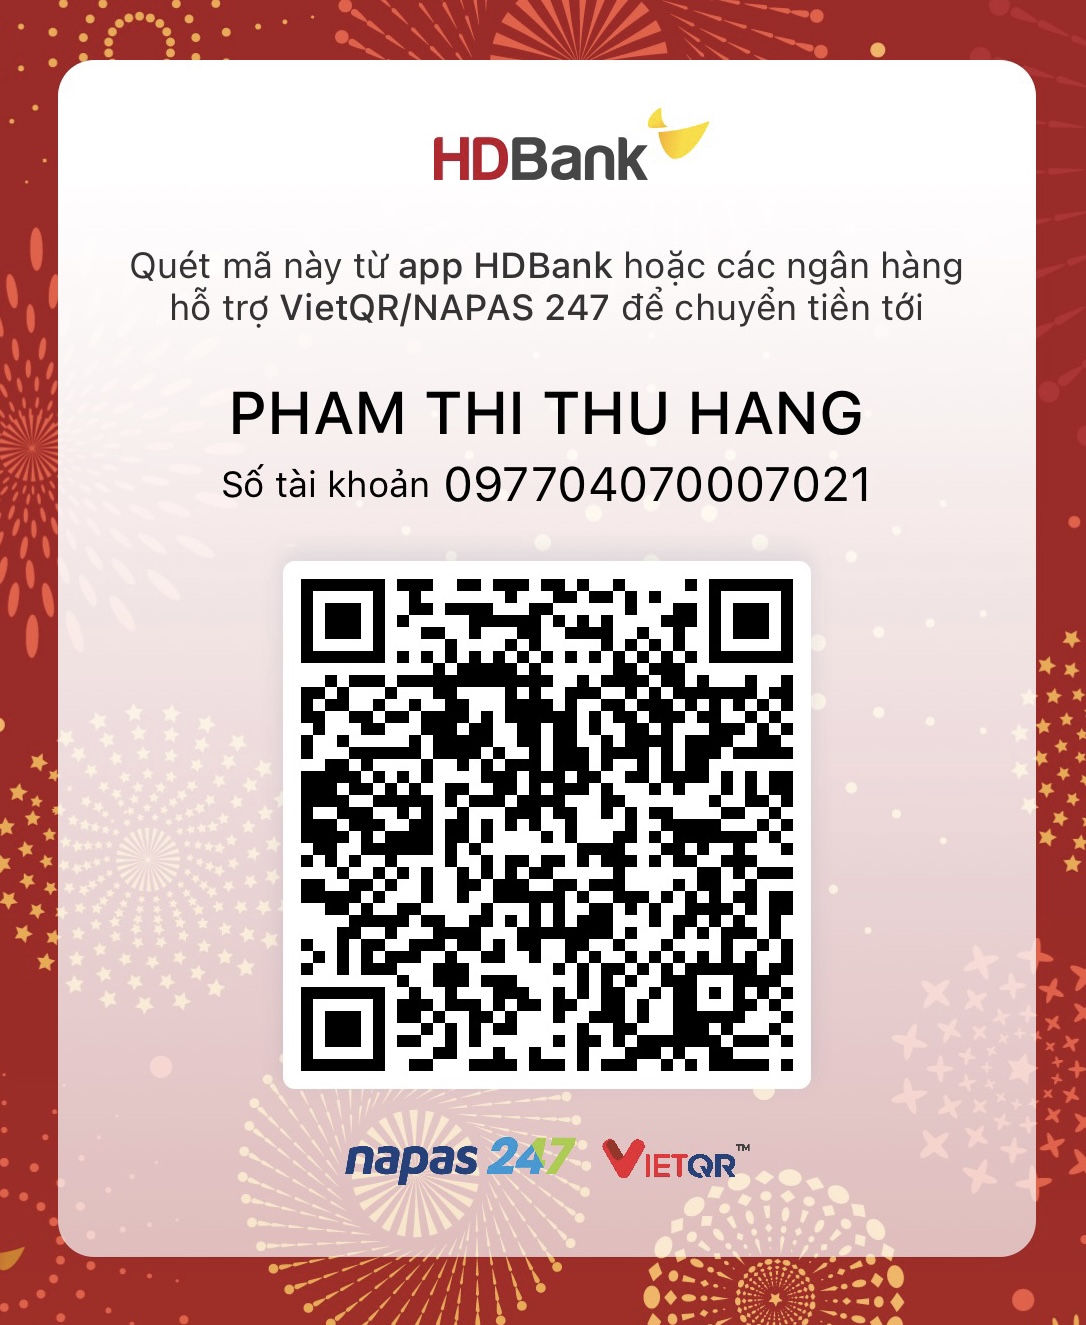 HDBank
Quét mã này từ app HDBank hoặc các ngân hàng
hỗ trợ VietQR/NAPAS 247 để chuyển tiền tới
PHAM THI THU HANG
Số tài khoản 097704070007021
napas 247 VIETQR™